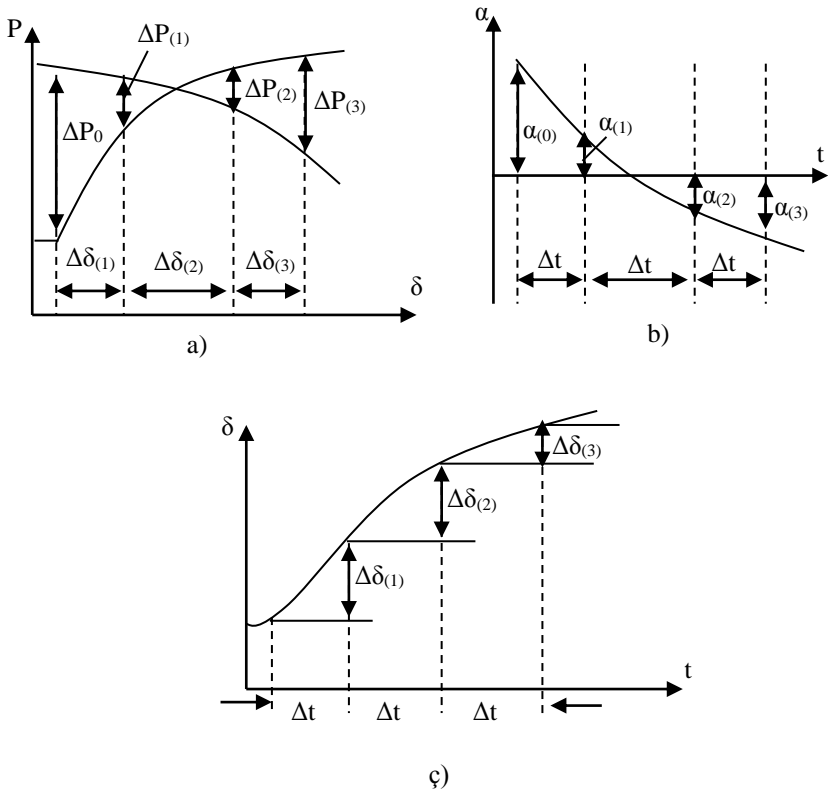 P
ΔP₍₁₎
ΔP₀
ΔP₍₂₎
ΔP₍₃₎
Δδ₍₁₎ Δδ₍₂₎ Δδ₍₃₎
δ
a)
α
α₍₀₎
α₍₁₎
t
α₍₂₎
α₍₃₎
Δt Δt Δt
b)
δ
Δδ₍₃₎
Δδ₍₂₎
Δδ₍₁₎
t
Δt Δt Δt
ç)